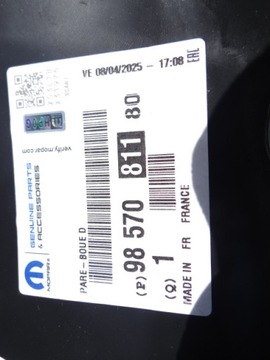 VE 08/04/2025 - 17:08
EAC
verify.mopar.com
MOPAR
GENUINE PARTS
& ACCESSORIES
PARE-BOUE D
(P) 98 570 811 80
(Q) 1
MADE IN FR FRANCE